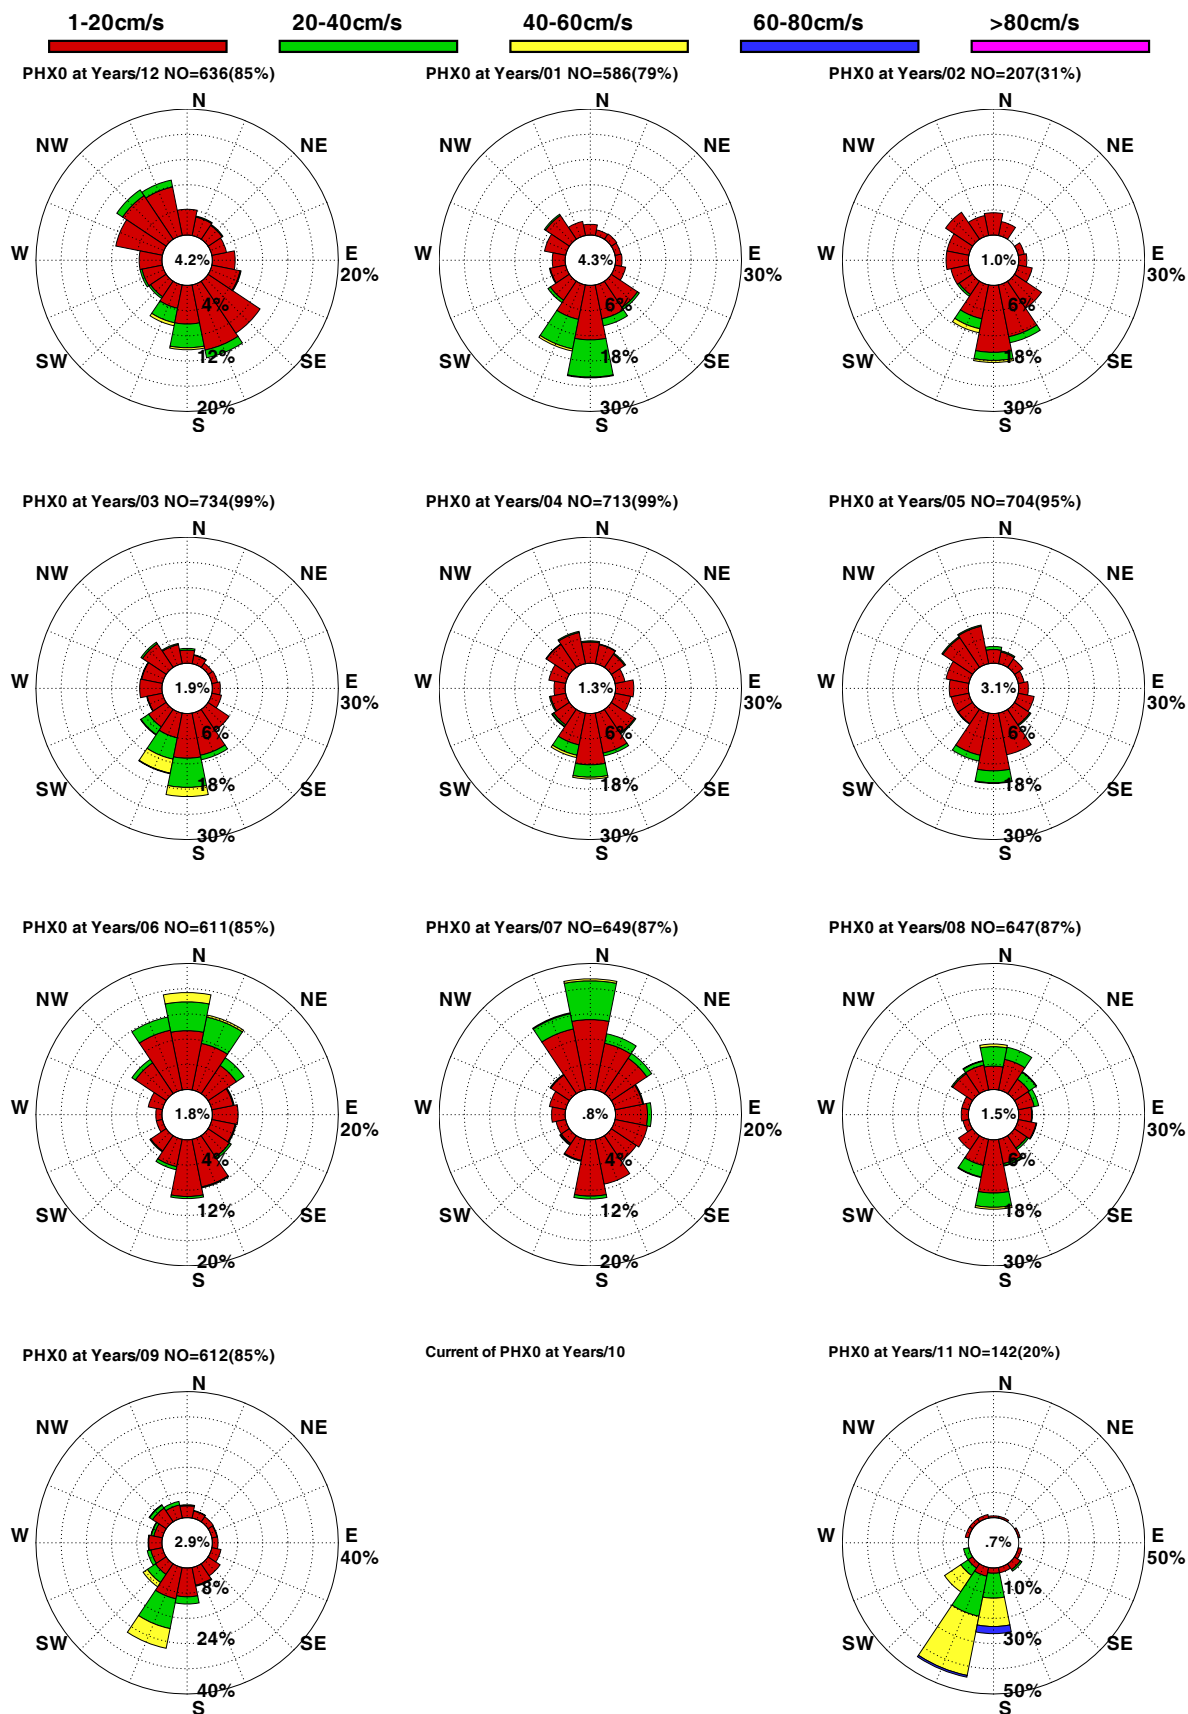 1-20cm/s 20-40cm/s 40-60cm/s 60-80cm/s >80cm/s
PHX0 at Years/12 NO=636(85%) PHX0 at Years/01 NO=586(79%) PHX0 at Years/02 NO=207(31%)
N N N
NW NE NW NE NW NE
W 4.2% E W 4.3% E W 1.0% E
20% 30% 30%
4% 6% 6%
SW 12% SE SW 18% SE SW 18% SE
20% 30% 30%
S S S
PHX0 at Years/03 NO=734(99%) PHX0 at Years/04 NO=713(99%) PHX0 at Years/05 NO=704(95%)
N N N
NW NE NW NE NW NE
W 1.9% E W 1.3% E W 3.1% E
30% 30% 30%
6% 6% 6%
SW 18% SE SW 18% SE SW 18% SE
30% 30% 30%
S S S
PHX0 at Years/06 NO=611(85%) PHX0 at Years/07 NO=649(87%) PHX0 at Years/08 NO=647(87%)
N N N
NW NE NW NE NW NE
W 1.8% E W .8% E W 1.5% E
20% 20% 30%
4% 4% 6%
SW 12% SE SW 12% SE SW 18% SE
20% 20% 30%
S S S
PHX0 at Years/09 NO=612(85%) Current of PHX0 at Years/10 PHX0 at Years/11 NO=142(20%)
N N
NW NE NW NE
W 2.9% E W .7% E
40% 50%
8% 10%
SW 24% SE SW 30% SE
40% 50%
S S